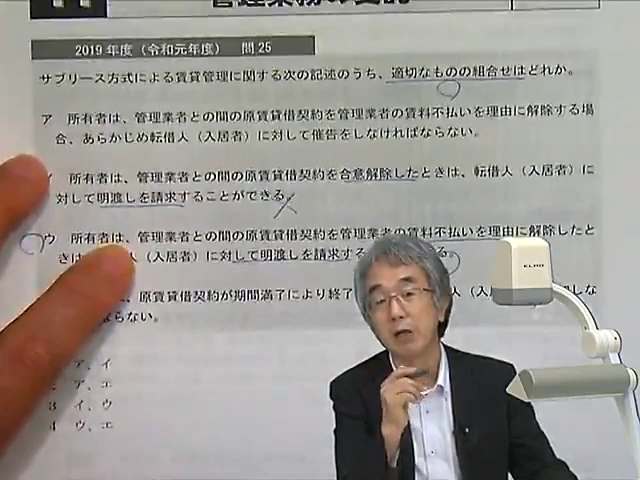 管理業務の受託
2019年度（令和元年度） 問25
サブリース方式による賃貸管理に関する次の記述のうち、適切なものの組合せはどれか。
ア 所有者は、管理業者との間の原賃貸借契約を管理業者の賃料不払いを理由に解除する場
合、あらかじめ転借人（入居者）に対して催告をしなければならない。
イ 所有者は、管理業者との間の原賃貸借契約を合意解除したときは、転借人（入居者）に
対して明渡しを請求することができる。
ウ 所有者は、管理業者との間の原賃貸借契約を管理業者の賃料不払いを理由に解除したと
きは 人（入居者）に対して明渡しを請求する る。
、原賃貸借契約が期間満了により終了 人（入 しな
ならない。
ア、イ
ア、エ
3 イ、ウ
4 ウ、エ
ELMO